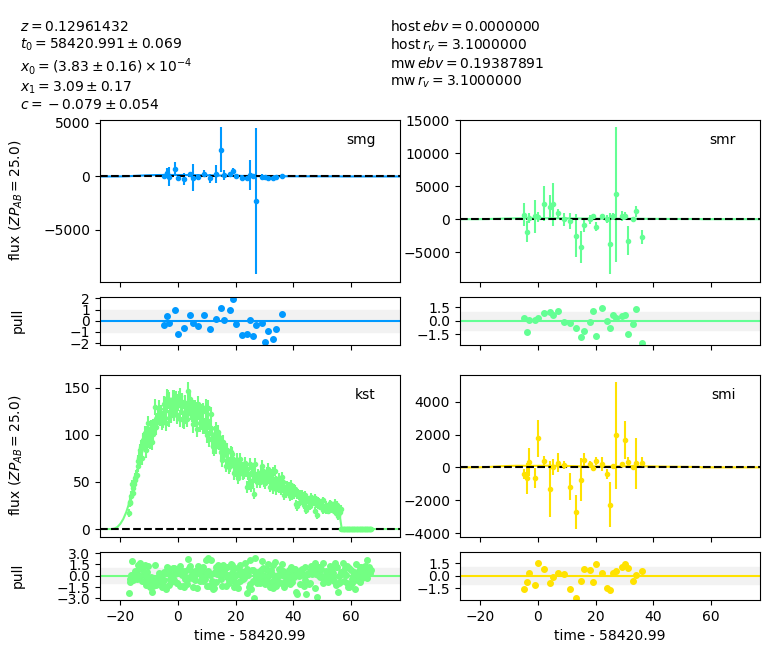 z = 0.12961432
t0 = 58420.991 ± 0.069
x0 = (3.83 ± 0.16) × 10−4
x1 = 3.09 ± 0.17
c = −0.079 ± 0.054
host ebv = 0.0000000
host rv = 3.1000000
mw ebv = 0.19387891
mw rv = 3.1000000
smg
5000
0
−5000
flux (ZPAB = 25.0)
smr
15000
10000
5000
0
−5000
2
1
0
−1
−2
pull
1.5
0.0
−1.5
kst
150
100
50
0
flux (ZPAB = 25.0)
smi
4000
2000
0
−2000
−4000
3.0
1.5
0.0
−1.5
−3.0
pull
−20 0 20 40 60
time - 58420.99
1.5
0.0
−1.5
−20 0 20 40 60
time - 58420.99